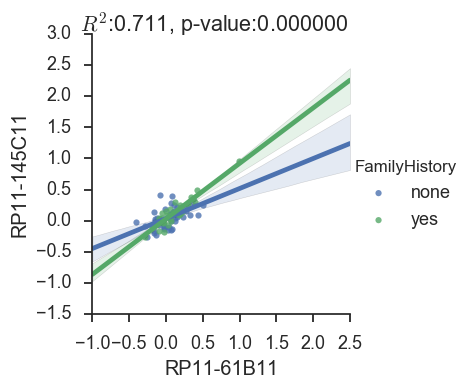 R²:0.711, p-value:0.000000
3.0
2.5
2.0
1.5
1.0
0.5
0.0
−0.5
−1.0
−1.5
RP11-145C11
−1.0 −0.5 0.0 0.5 1.0 1.5 2.0 2.5
RP11-61B11
FamilyHistory
none
yes